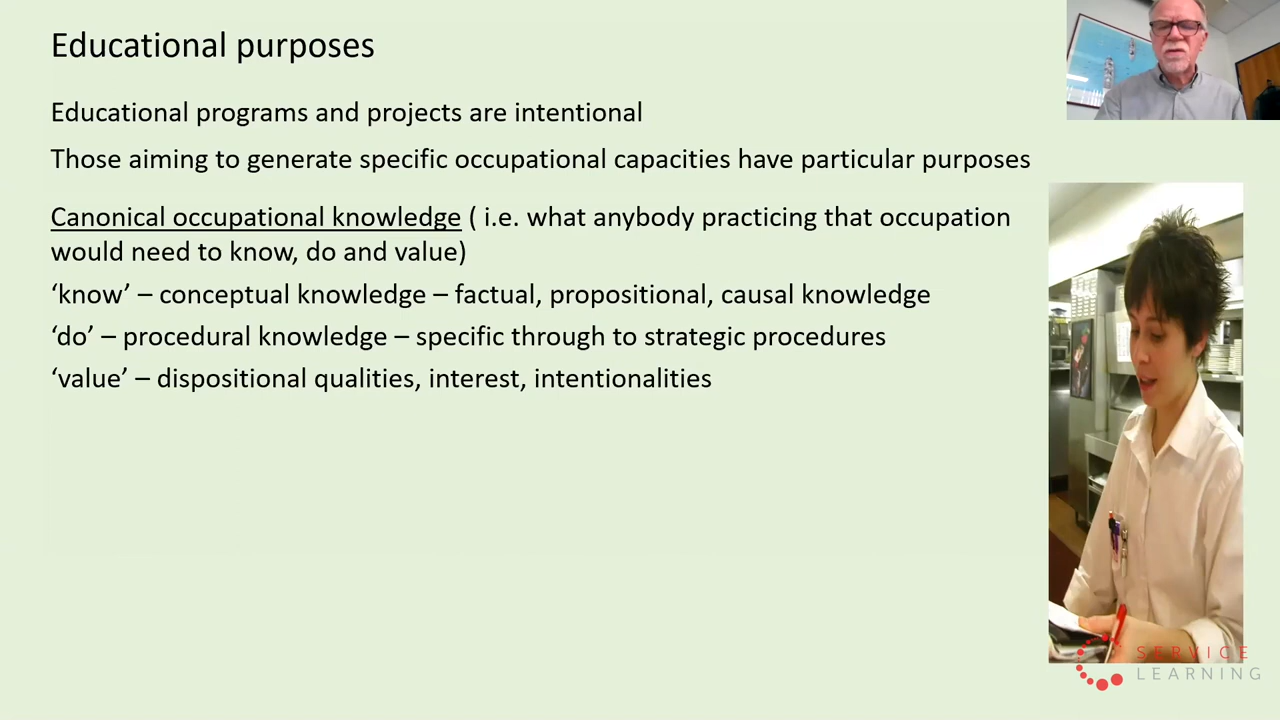 Educational purposes
Educational programs and projects are intentional
Those aiming to generate specific occupational capacities have particular purposes
Canonical occupational knowledge ( i.e. what anybody practicing that occupation
would need to know, do and value)
‘know’ – conceptual knowledge – factual, propositional, causal knowledge
‘do’ – procedural knowledge – specific through to strategic procedures
‘value’ – dispositional qualities, interest, intentionalities
SERVICE
LEARNING